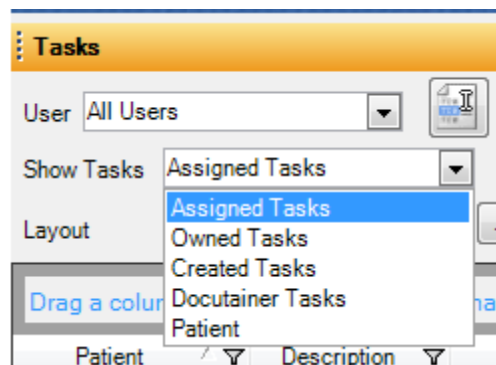 Tasks
User All Users
Show Tasks Assigned Tasks
Assigned Tasks
Owned Tasks
Layout
Created Tasks
Docutainer Tasks
Drag a colu
Patient
Patient Description